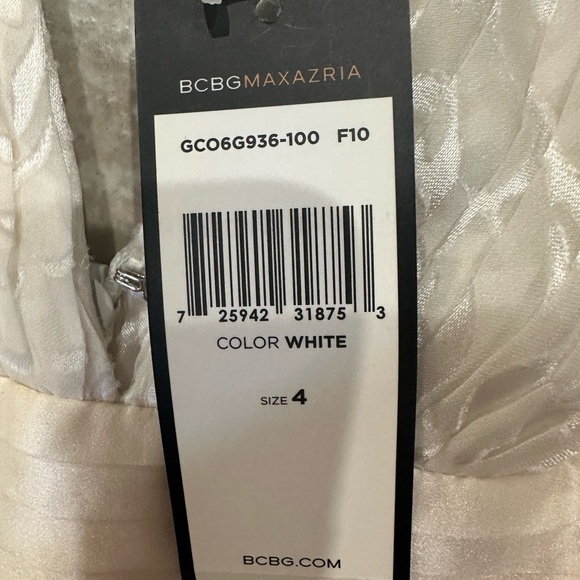 BCBGMAXAZRIA
GCO6G936-100 F10
7 25942 31875 3
COLOR WHITE
SIZE 4
BCBG.COM